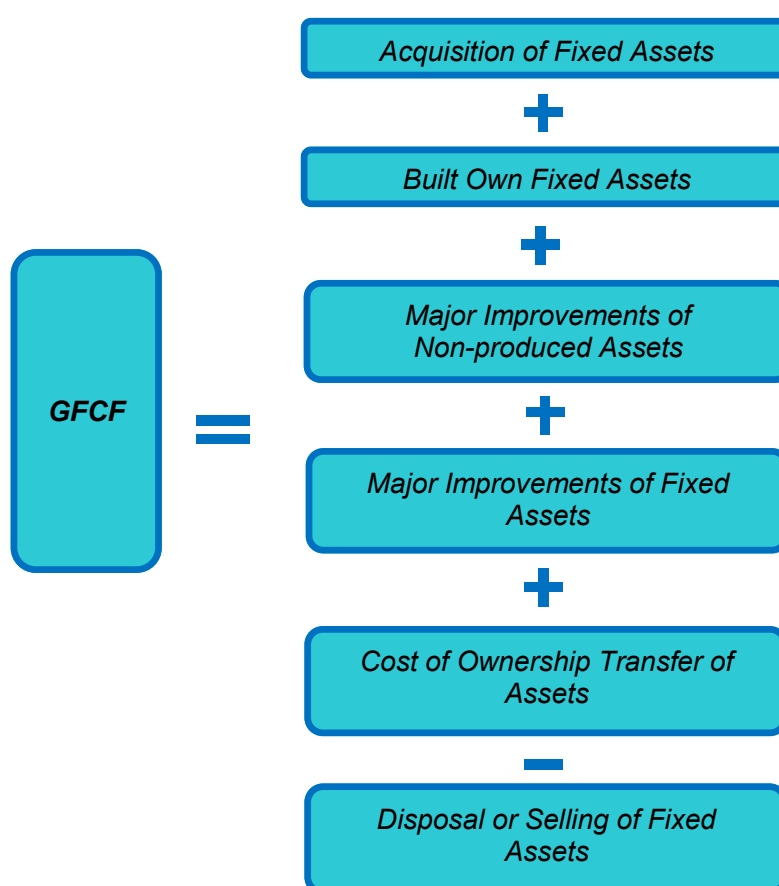 Acquisition of Fixed Assets
+
Built Own Fixed Assets
+
Major Improvements of
Non-produced Assets
GFCF
=
+
Major Improvements of Fixed
Assets
+
Cost of Ownership Transfer of
Assets
−
Disposal or Selling of Fixed
Assets